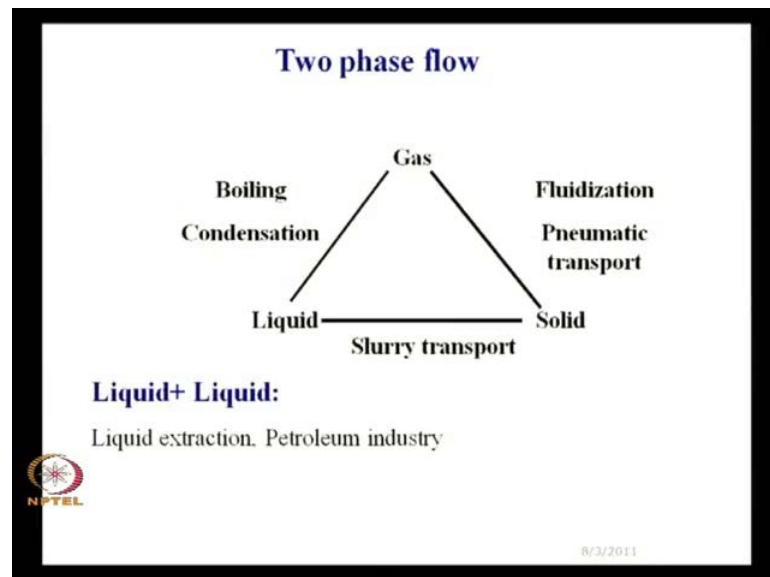 Two phase flow
Gas
Boiling
Fluidization
Condensation
Pneumatic
transport
Liquid
Solid
Slurry transport
Liquid+ Liquid:
Liquid extraction, Petroleum industry
NPTEL
8/3/2011